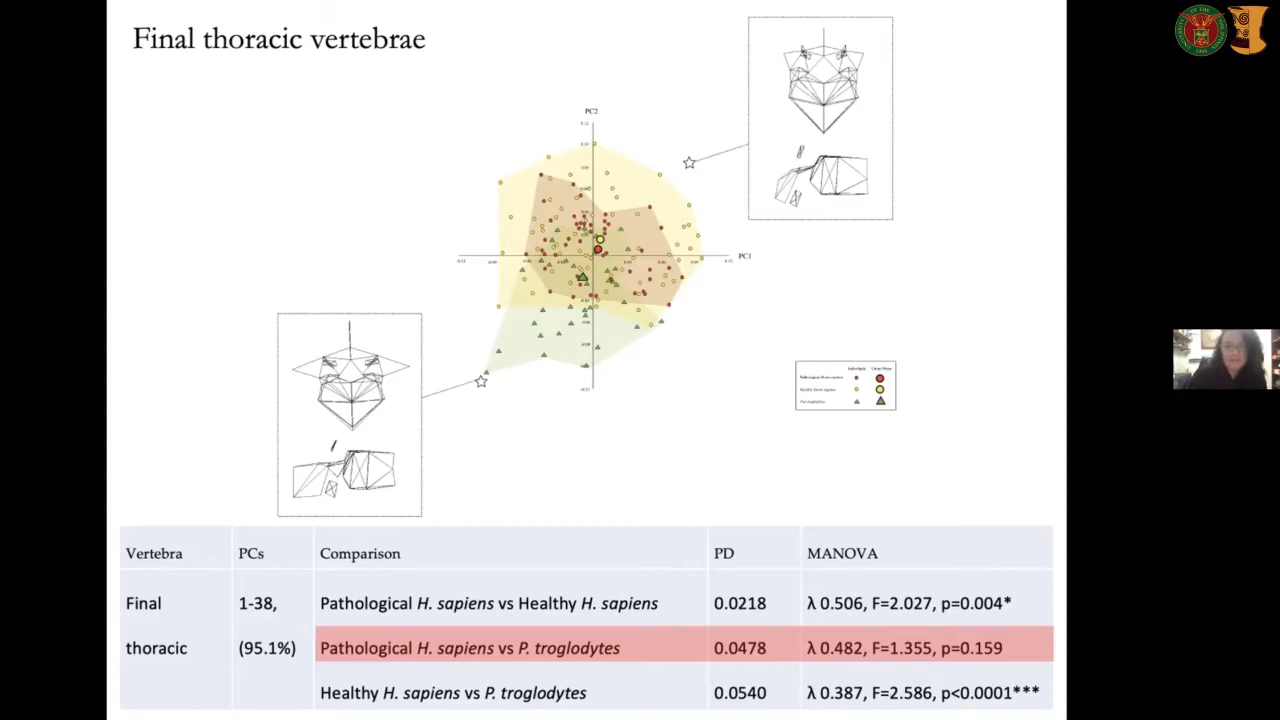 Final thoracic vertebrae
PC2
PC1
Vertebra PCs Comparison PD MANOVA
Final 1-38, Pathological H. sapiens vs Healthy H. sapiens 0.0218 λ 0.506, F=2.027, p=0.004*
thoracic (95.1%) Pathological H. sapiens vs P. troglodytes 0.0478 λ 0.482, F=1.355, p=0.159
Healthy H. sapiens vs P. troglodytes 0.0540 λ 0.387, F=2.586, p<0.0001***